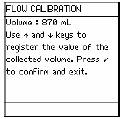 FLOW CALIBRATION
Volume : 870 mL
Use ↑ and ↓ keys to
register the value of the
collected volume. Press ✓
to confirm and exit.